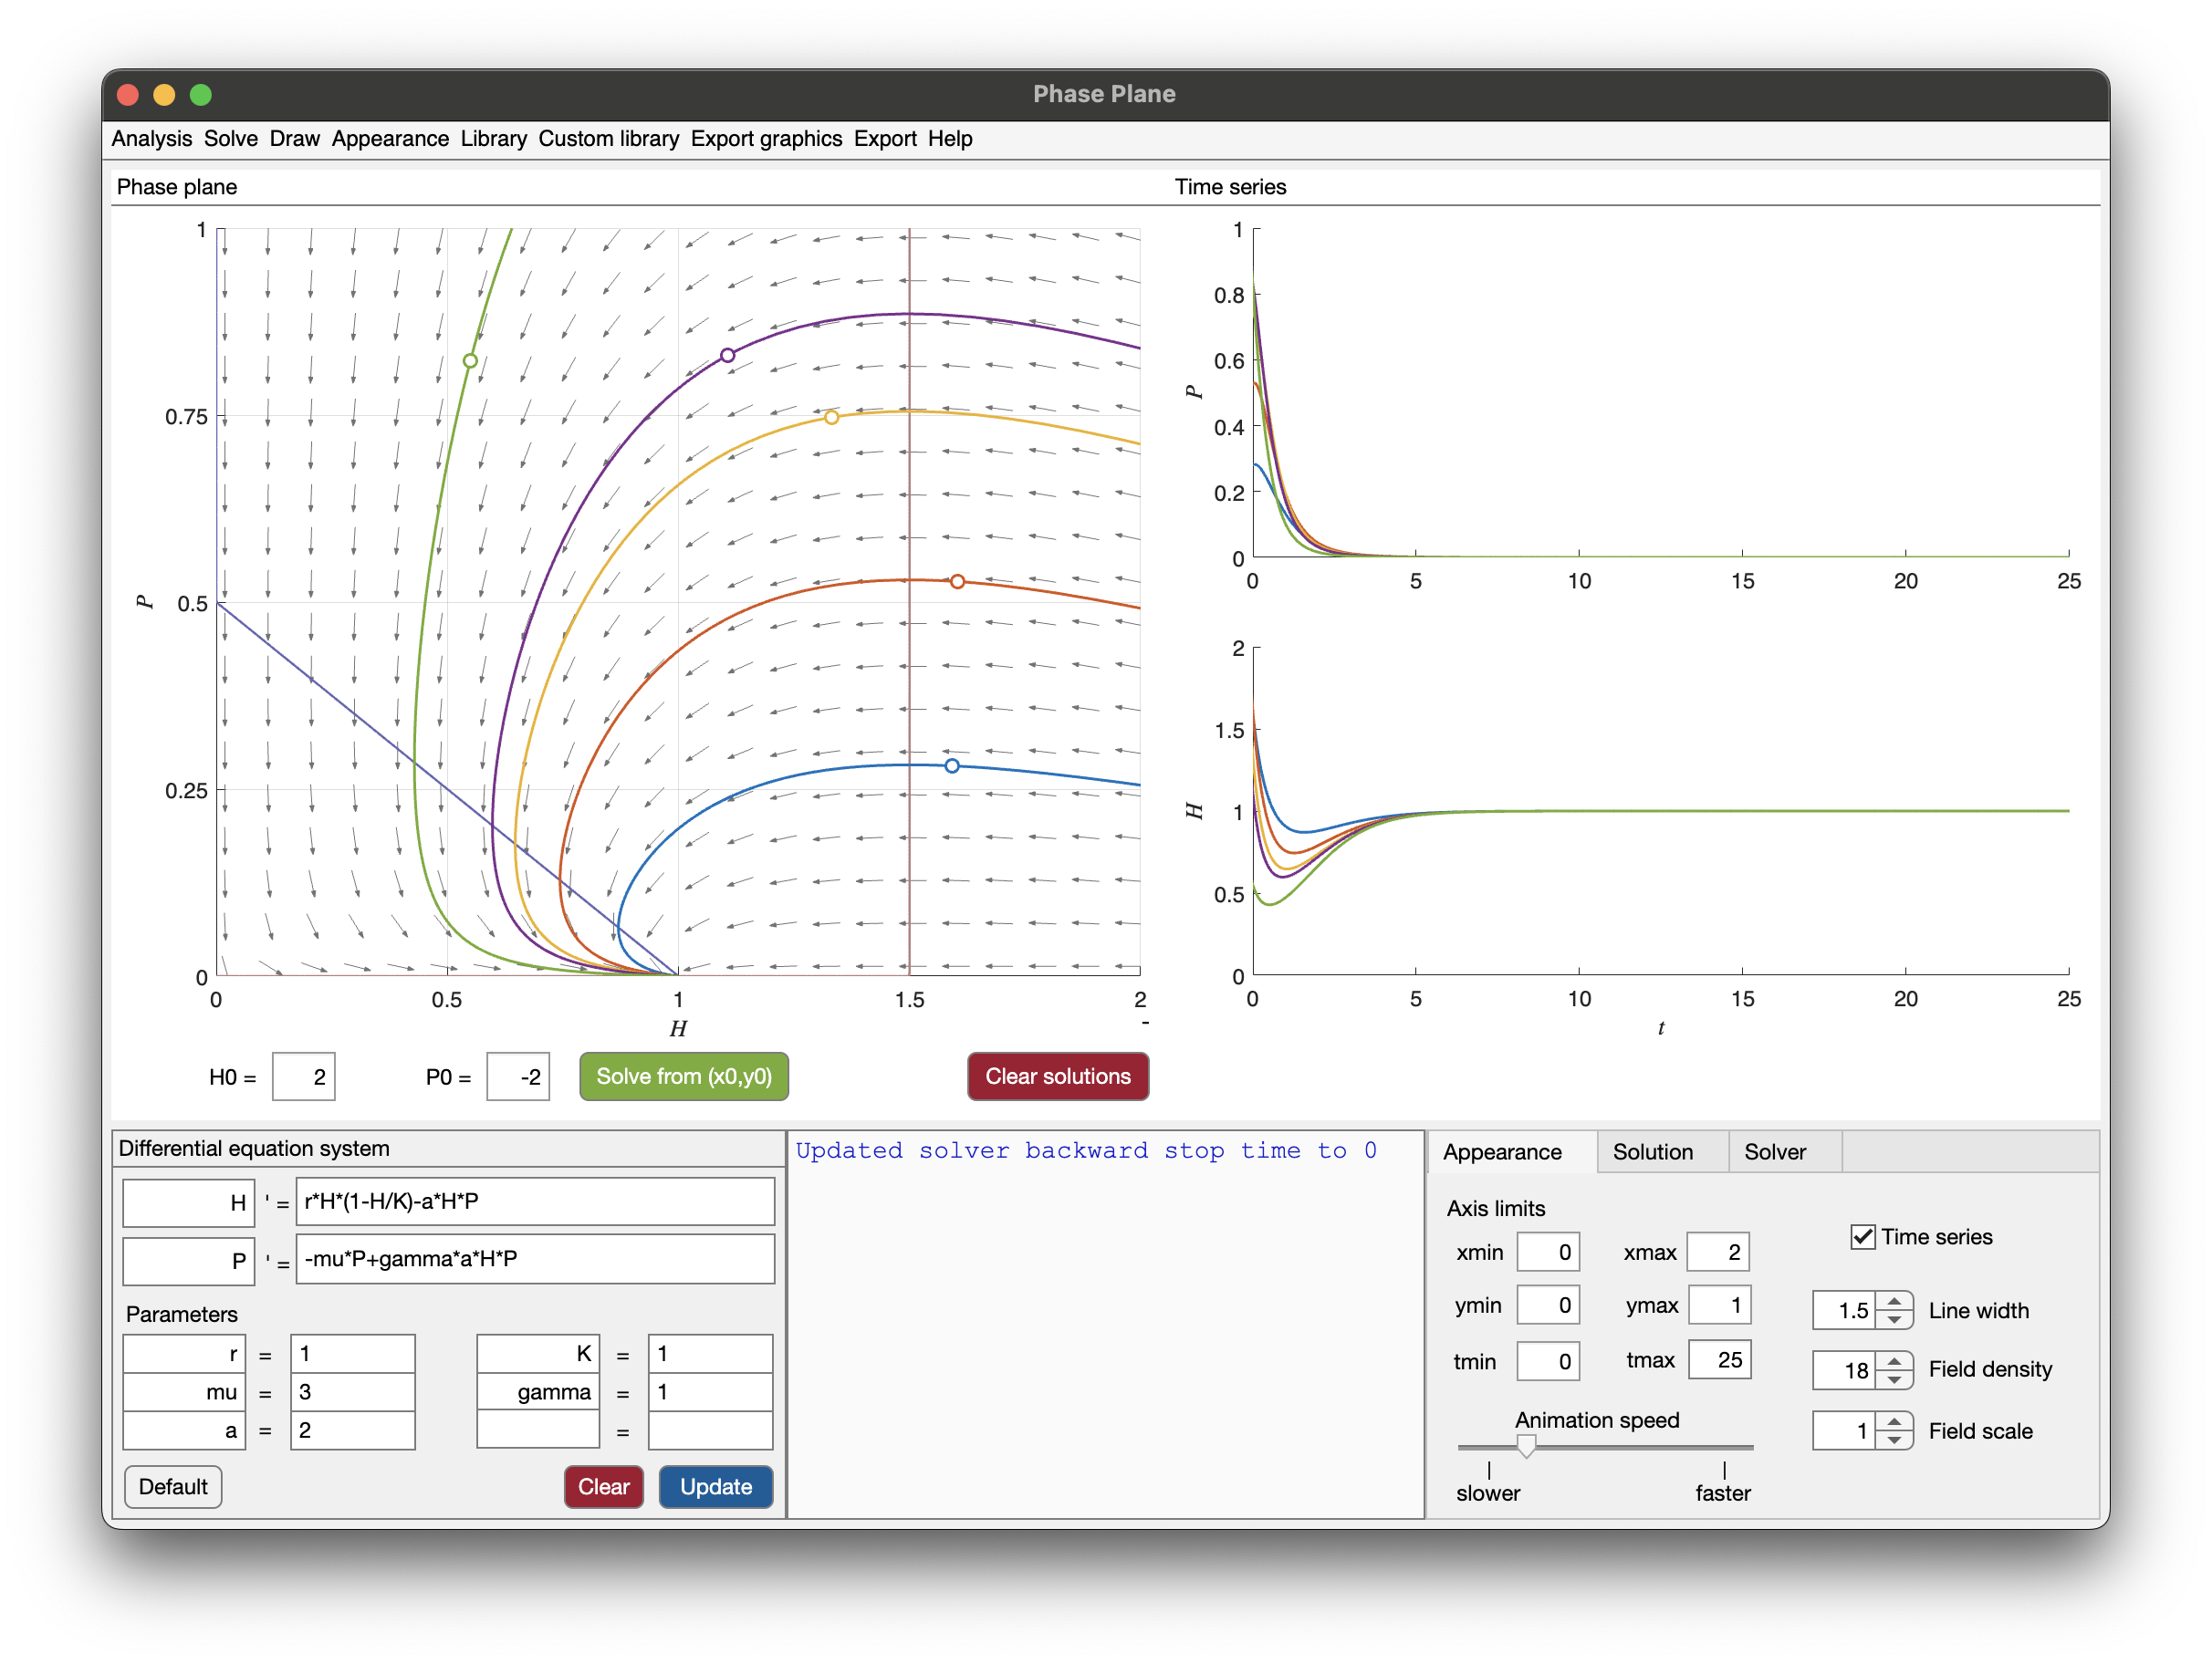 Phase Plane
Analysis Solve Draw Appearance Library Custom library Export graphics Export Help
Phase plane
1
0.75
0.5
0.25
0
P
0 0.5 1 1.5 2
H
-
Time series
1
0.8
0.6
0.4
0.2
0
P
0 5 10 15 20 25
2
1.5
1
0.5
0
H
0 5 10 15 20 25
t
H0 = 2 P0 = -2 Solve from (x0,y0) Clear solutions
Differential equation system
H ' = r*H*(1-H/K)-a*H*P
P ' = -mu*P+gamma*a*H*P
Parameters
r = 1 K = 1
mu = 3 gamma = 1
a = 2 =
Default Clear Update
Updated solver backward stop time to 0
Appearance Solution Solver
Axis limits
xmin 0 xmax 2
ymin 0 ymax 1
tmin 0 tmax 25
Animation speed
slower faster
Time series
1.5 Line width
18 Field density
1 Field scale